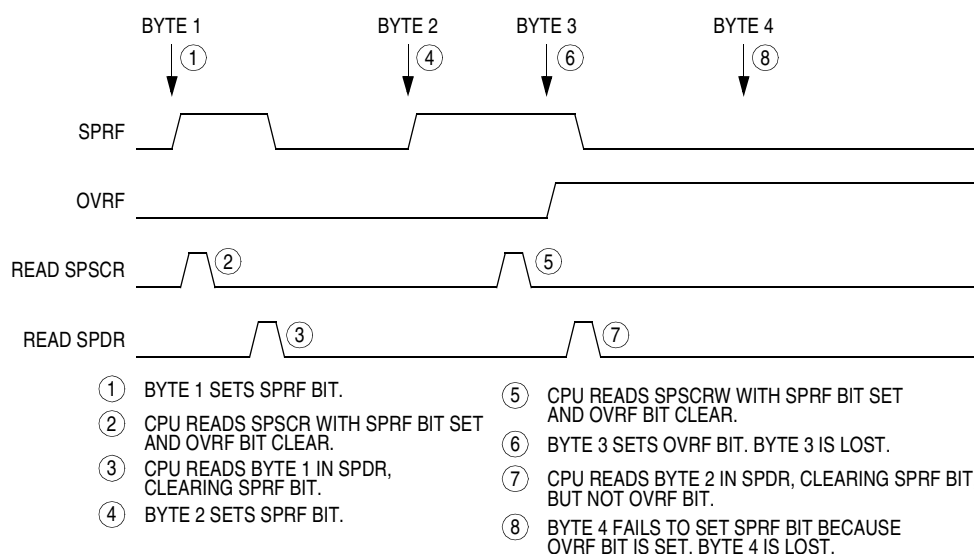 BYTE 1 BYTE 2 BYTE 3 BYTE 4
1 4 6 8
SPRF
OVRF
READ SPSCR 2 5
READ SPDR 3 7
1 BYTE 1 SETS SPRF BIT.
2 CPU READS SPSCR WITH SPRF BIT SET
AND OVRF BIT CLEAR.
3 CPU READS BYTE 1 IN SPDR,
CLEARING SPRF BIT.
4 BYTE 2 SETS SPRF BIT.
5 CPU READS SPSCRW WITH SPRF BIT SET
AND OVRF BIT CLEAR.
6 BYTE 3 SETS OVRF BIT. BYTE 3 IS LOST.
7 CPU READS BYTE 2 IN SPDR, CLEARING SPRF BIT
BUT NOT OVRF BIT.
8 BYTE 4 FAILS TO SET SPRF BIT BECAUSE
OVRF BIT IS SET. BYTE 4 IS LOST.